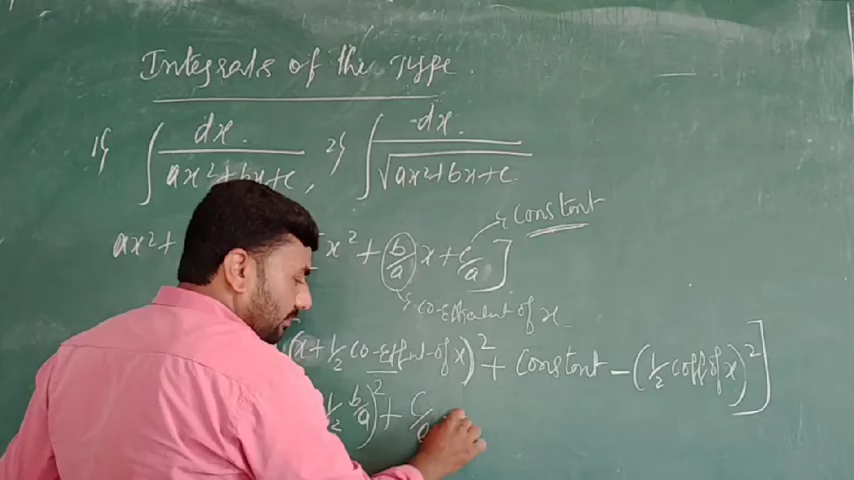 Integrals of the Type.
1) ∫ dx / ax²+bx+c, 2) ∫ dx / √ax²+bx+c
ax²+ x² + b/a x + c/a ] → Constant
co-efficient of x
(x + 1/2 co-effint of x)² + Constant - (1/2 coff of x)² ]
1/2 b/a)² + c/a